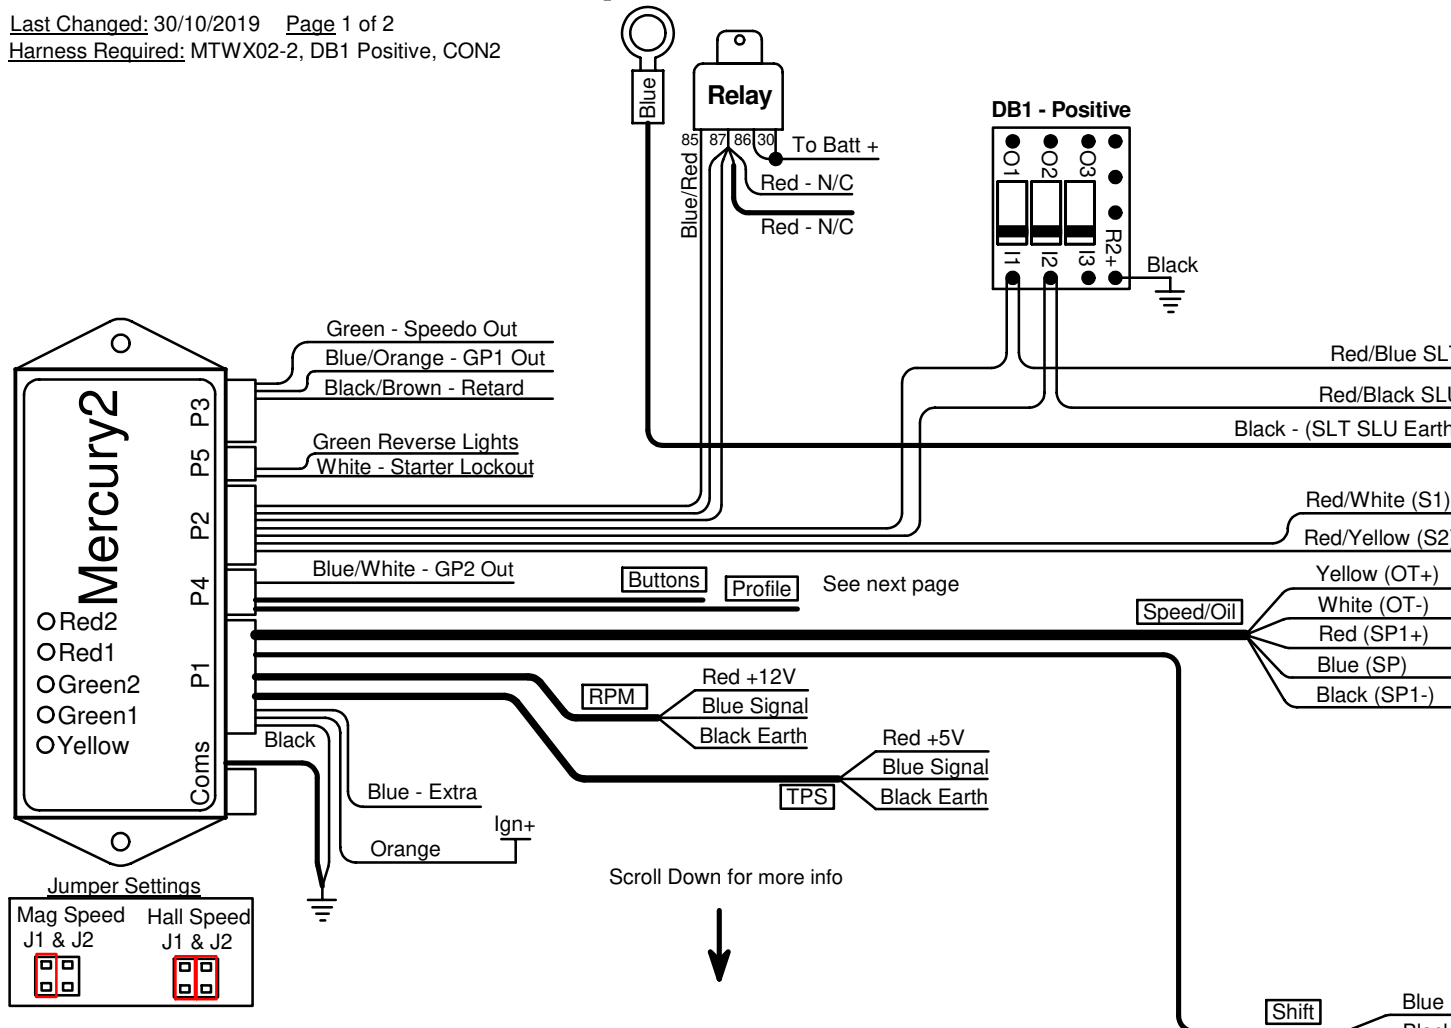 Last Changed: 30/10/2019 Page 1 of 2
Harness Required: MTWX02-2, DB1 Positive, CON2
Blue
Relay
85 87 86 30
To Batt +
Blue/Red
Red - N/C
Red - N/C
DB1 - Positive
O1 O2 O3
I1 I2 I3 R2+
Black
Green - Speedo Out
Blue/Orange - GP1 Out
Black/Brown - Retard
Green Reverse Lights
White - Starter Lockout
Red/Blue SLT
Red/Black SLU
Black - (SLT SLU Earth
Mercury2
P3
P5
P2
P4
P1
Coms
Red2
Red1
Green2
Green1
Yellow
Blue/White - GP2 Out
Buttons
Profile
See next page
Red/White (S1)
Red/Yellow (S2
Speed/Oil
Yellow (OT+)
White (OT-)
Red (SP1+)
Blue (SP)
Black (SP1-)
RPM
Red +12V
Blue Signal
Black Earth
TPS
Red +5V
Blue Signal
Black Earth
Black
Blue - Extra
Orange
Ign+
Scroll Down for more info
Jumper Settings
Mag Speed Hall Speed
J1 & J2 J1 & J2
Shift
Blue